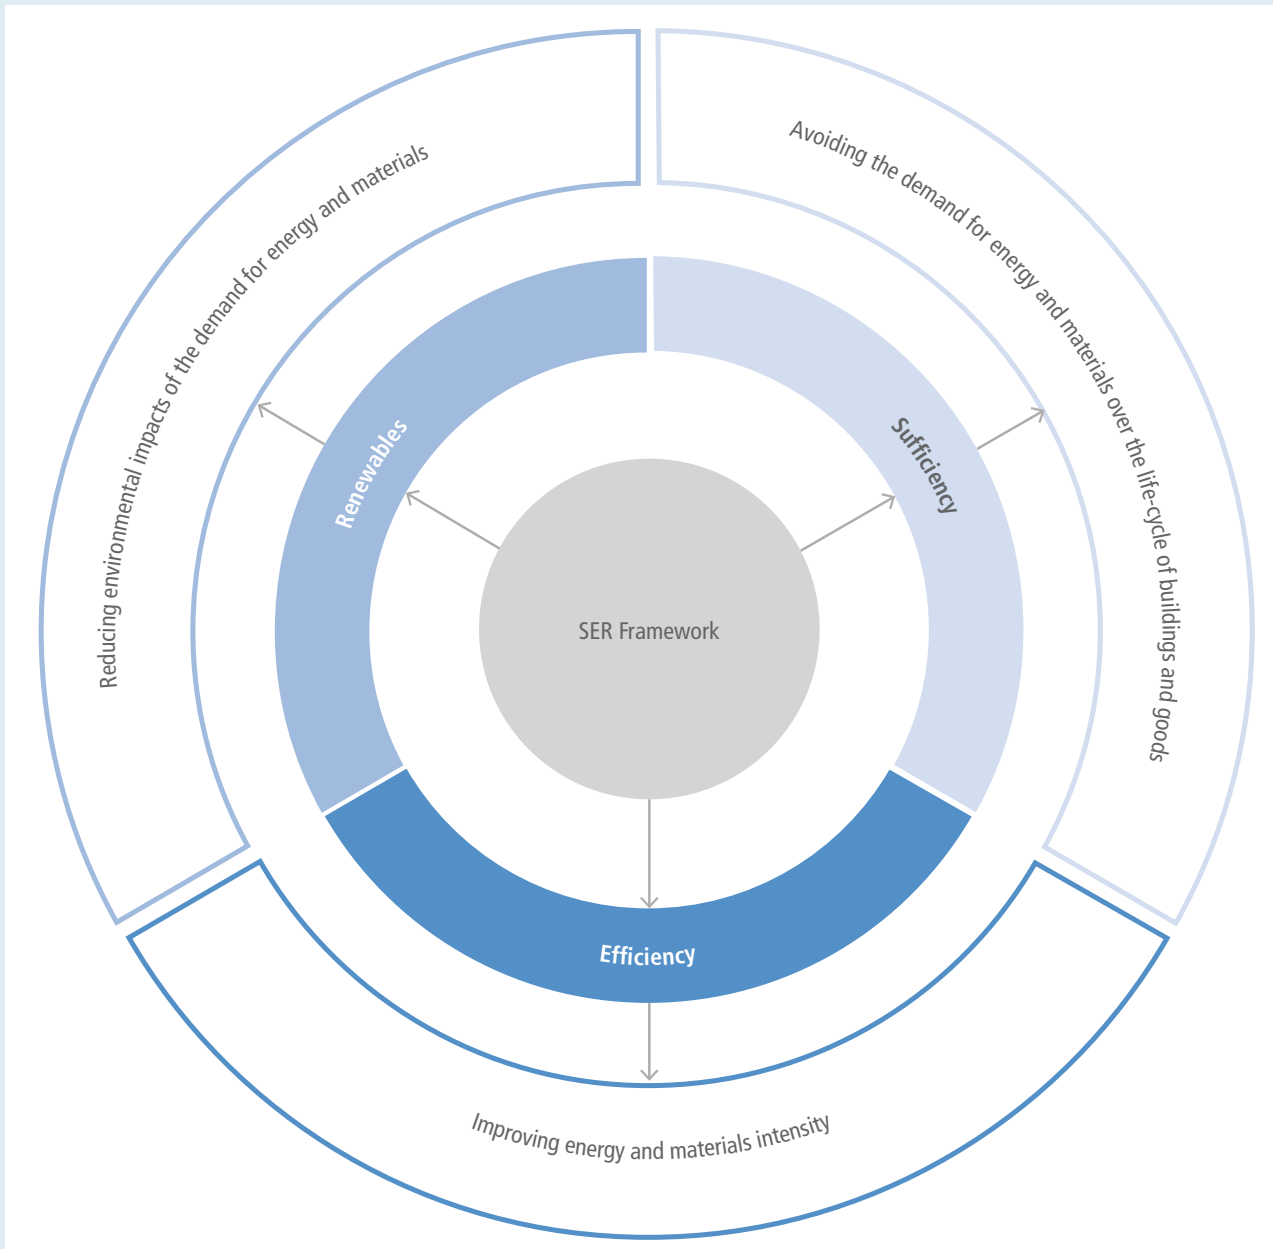 SER Framework
Sufficiency
Avoiding the demand for energy and materials over the life-cycle of buildings and goods
Efficiency
Improving energy and materials intensity
Renewables
Reducing environmental impacts of the demand for energy and materials